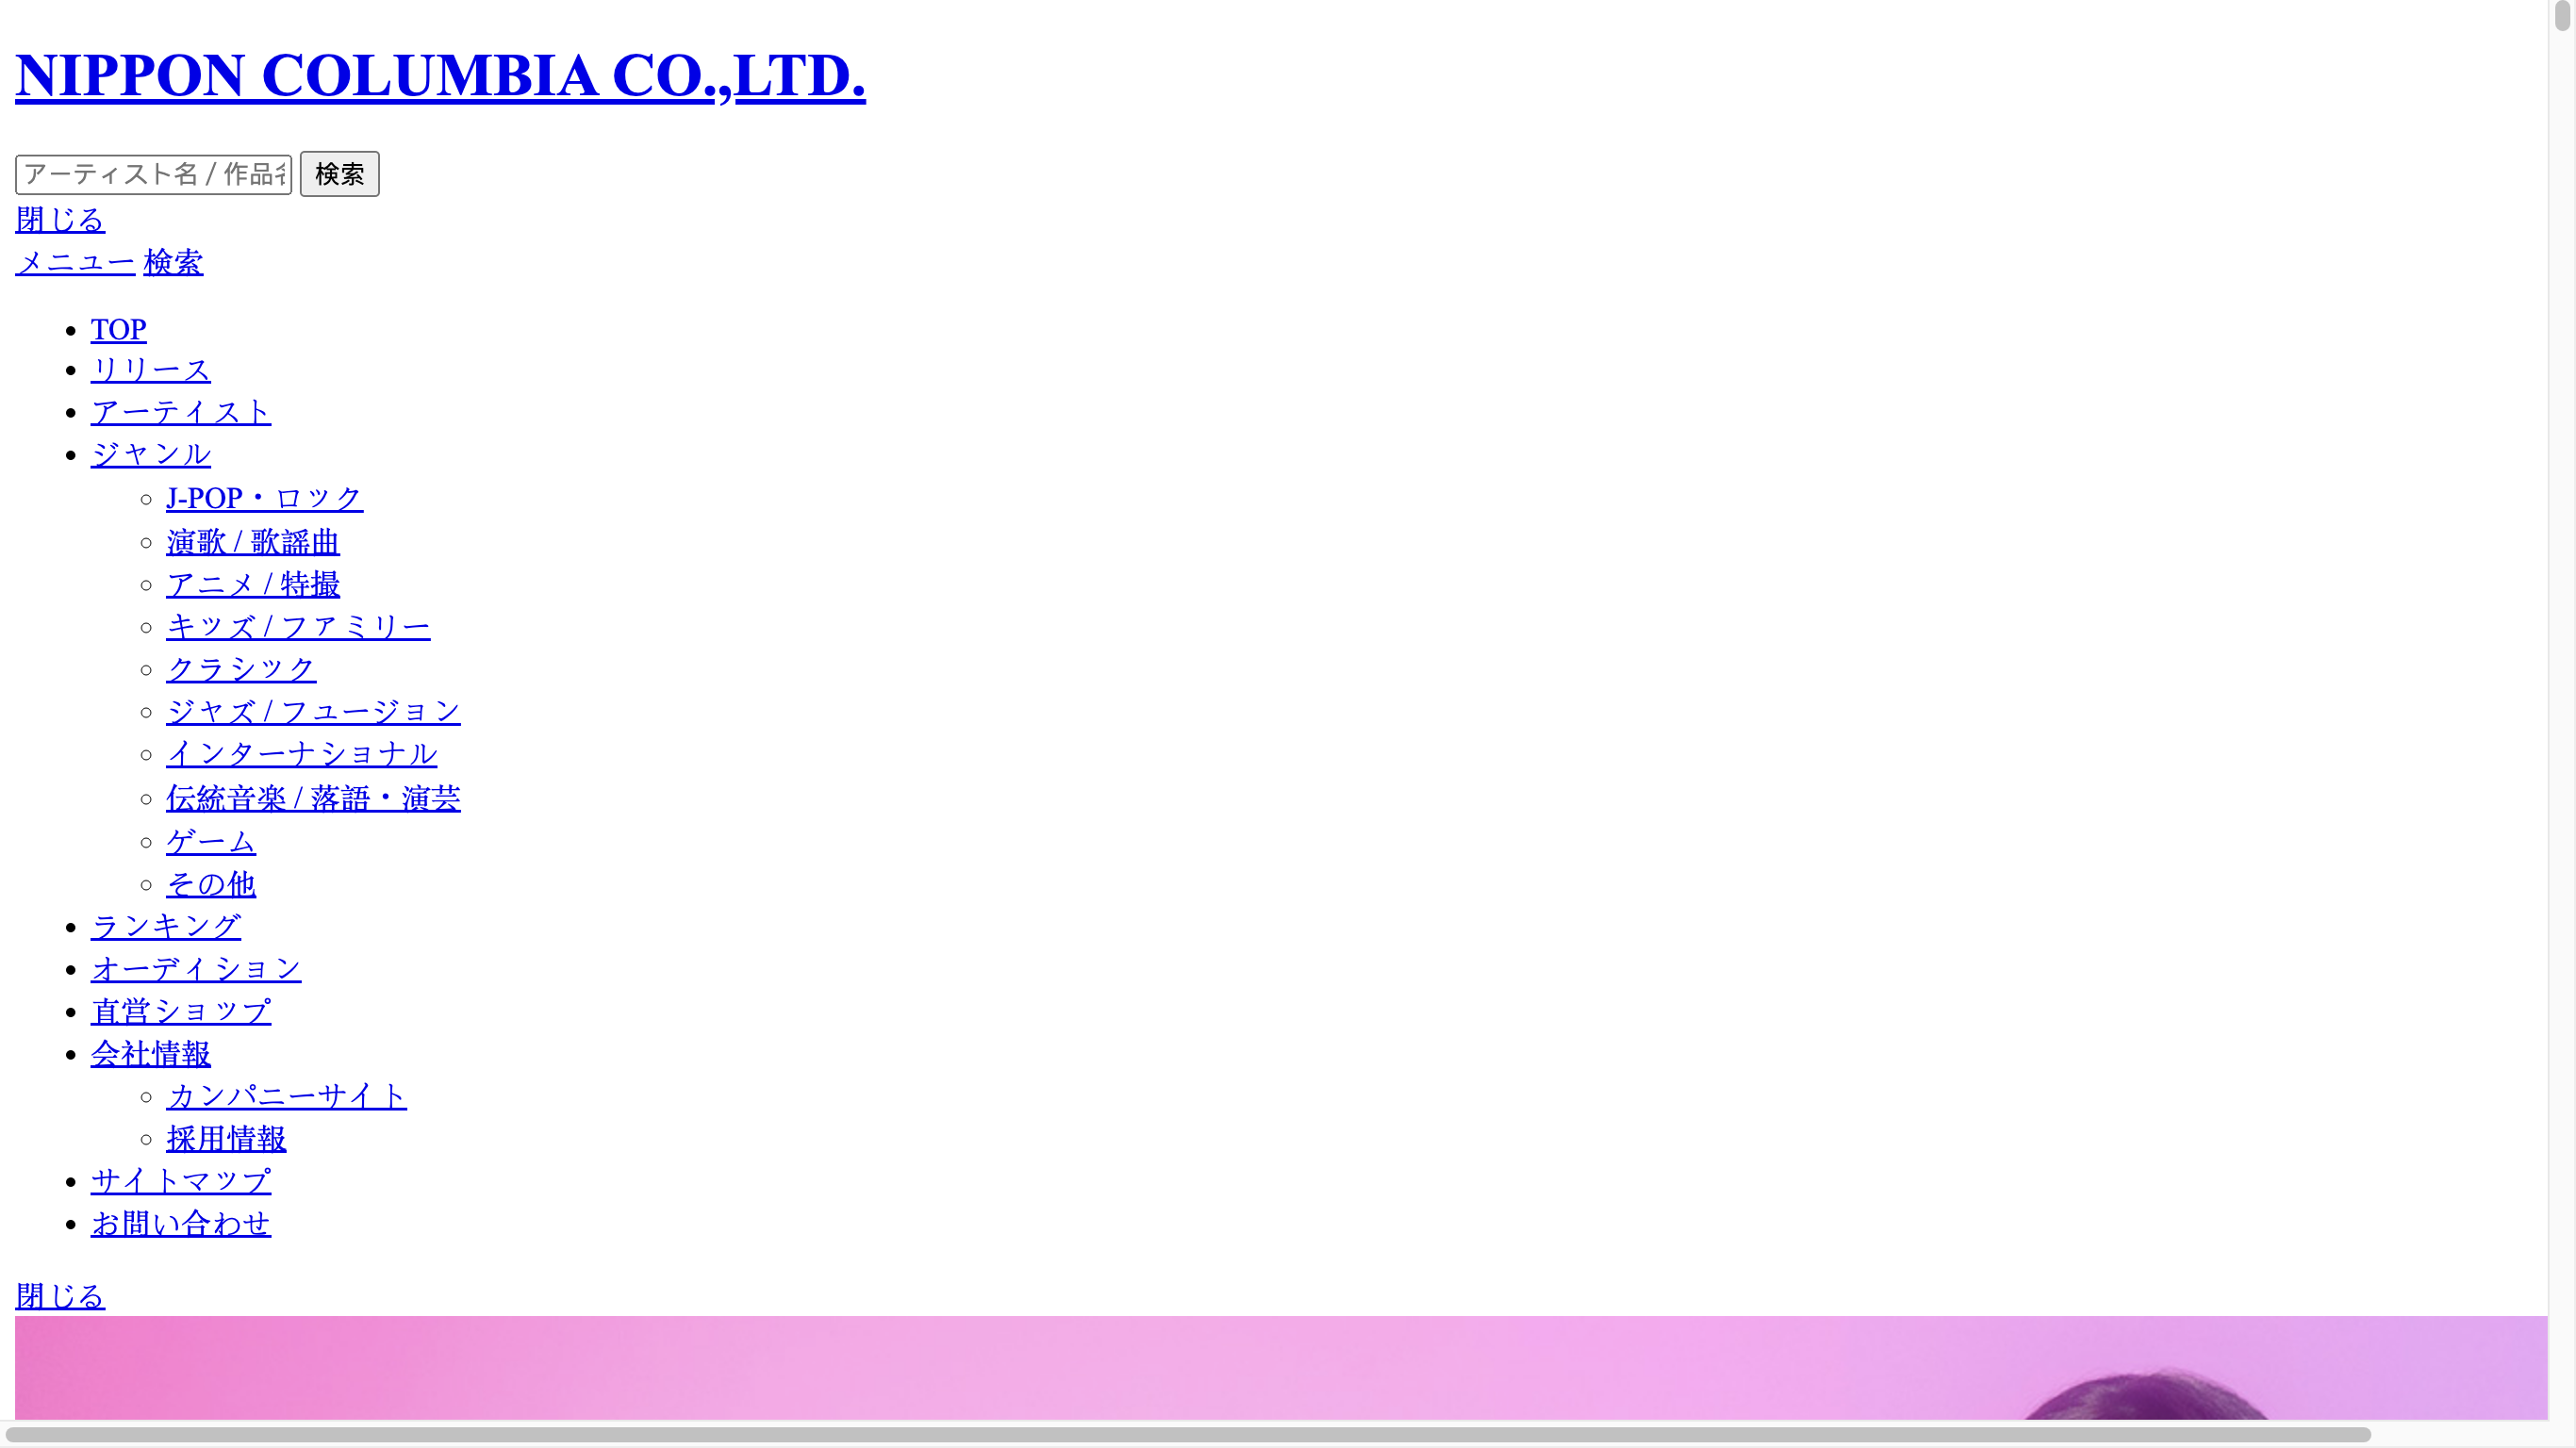 NIPPON COLUMBIA CO.,LTD.
アーティスト名 / 作品
検索
閉じる
メニュー 検索
TOP
リリース
アーティスト
ジャンル
J-POP・ロック
演歌 / 歌謡曲
アニメ / 特撮
キッズ / ファミリー
クラシック
ジャズ / フュージョン
インターナショナル
伝統音楽 / 落語・演芸
ゲーム
その他
ランキング
オーディション
直営ショップ
会社情報
カンパニーサイト
採用情報
サイトマップ
お問い合わせ
閉じる